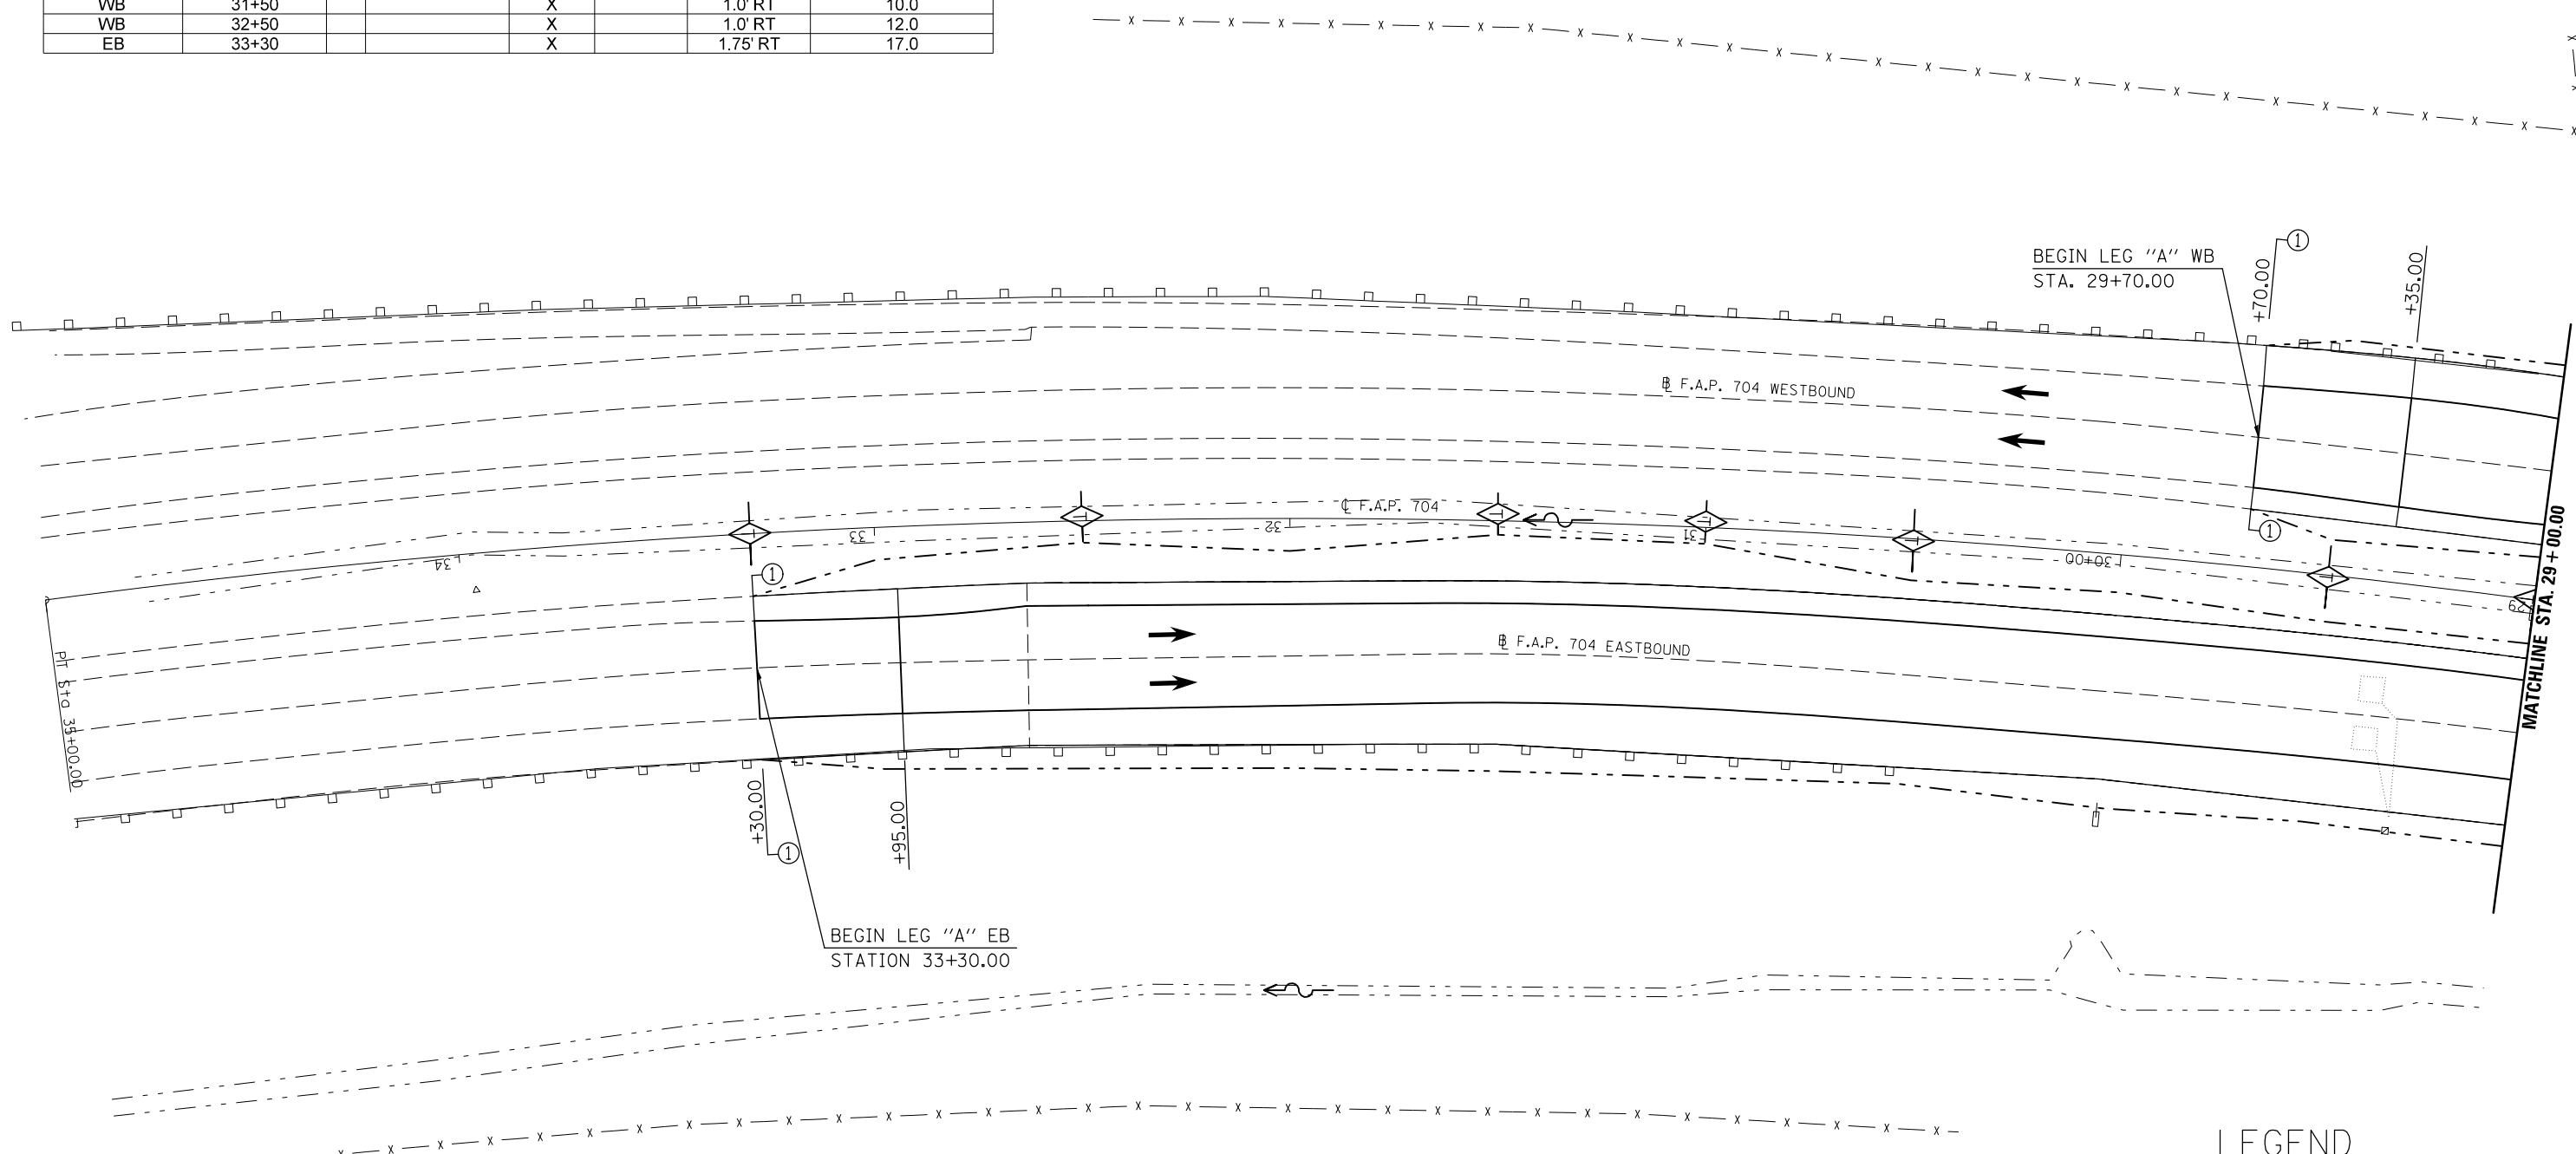 WB 31+50 X 1.0' RT 10.0
WB 32+50 X 1.0' RT 12.0
EB 33+30 X 1.75' RT 17.0
BEGIN LEG "A" WB
STA. 29+70.00
+70.00
1
+35.00
℄ F.A.P. 704 WESTBOUND
℄ F.A.P. 704
34
33
32
31
30+00
29
1
1
℄ F.A.P. 704 EASTBOUND
MATCHLINE STA. 29+00.00
PT Sta 35+00.00
+30.00
1
+95.00
BEGIN LEG "A" EB
STATION 33+30.00
LEGEND